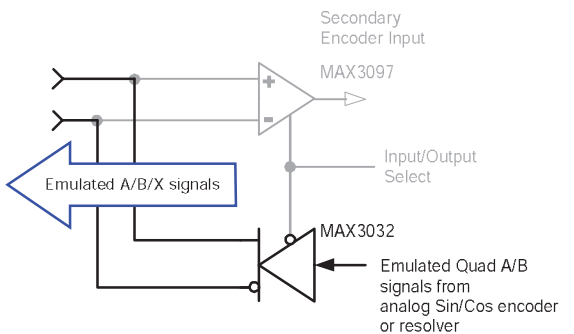 Secondary
Encoder Input
MAX3097
Input/Output
Select
Emulated A/B/X signals
MAX3032
Emulated Quad A/B
signals from
analog Sin/Cos encoder
or resolver